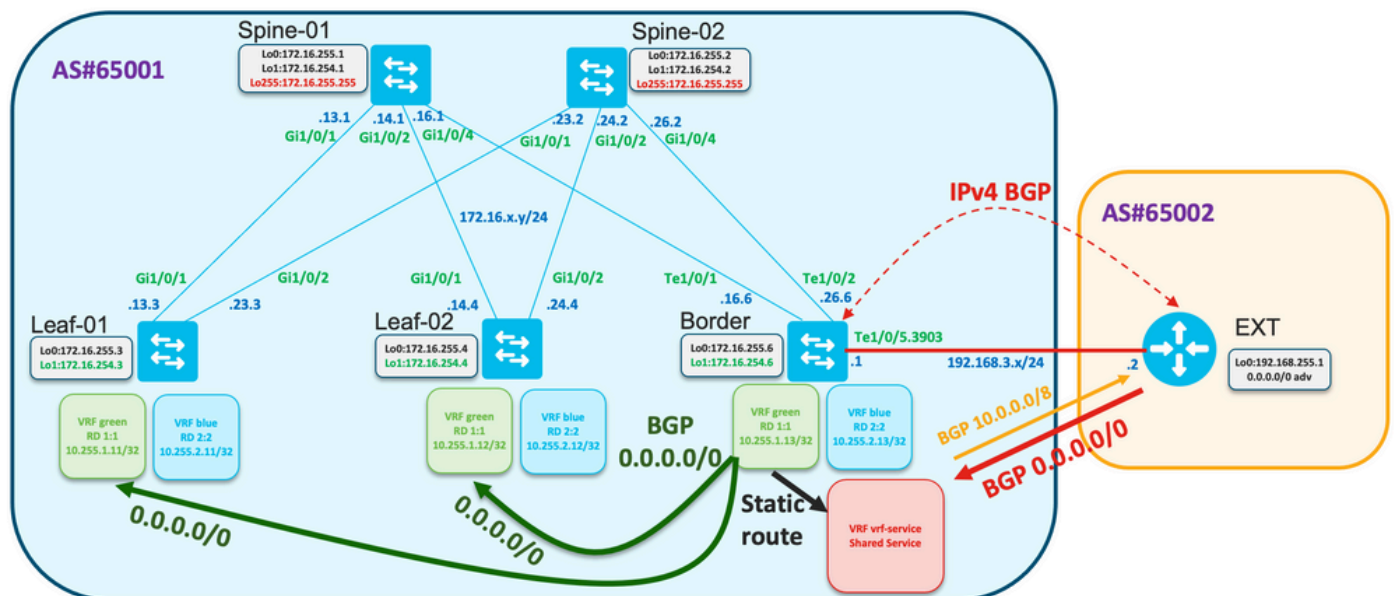 Spine-01
Lo0:172.16.255.1
Lo1:172.16.254.1
Lo255:172.16.255.255
Spine-02
Lo0:172.16.255.2
Lo1:172.16.254.2
Lo255:172.16.255.255
AS#65001
.13.1
.14.1
.16.1
Gi1/0/1
Gi1/0/2
Gi1/0/4
.23.2
.24.2
.26.2
Gi1/0/1
Gi1/0/2
Gi1/0/4
IPv4 BGP
AS#65002
172.16.x.y/24
Gi1/0/1
Gi1/0/2
Gi1/0/1
Gi1/0/2
Te1/0/1
Te1/0/2
.13.3
.23.3
.14.4
.24.4
.16.6
.26.6
Leaf-01
Lo0:172.16.255.3
Lo1:172.16.254.3
Leaf-02
Lo0:172.16.255.4
Lo1:172.16.254.4
Border
Lo0:172.16.255.6
Lo1:172.16.254.6
Te1/0/5.3903
.1
192.168.3.x/24
.2
EXT
Lo0:192.168.255.1
0.0.0.0/0 adv
VRF green
RD 1:1
10.255.1.11/32
VRF blue
RD 2:2
10.255.2.11/32
VRF green
RD 1:1
10.255.1.12/32
VRF blue
RD 2:2
10.255.2.12/32
BGP
0.0.0.0/0
VRF green
RD 1:1
10.255.1.13/32
VRF blue
RD 2:2
10.255.2.13/32
BGP 10.0.0.0/8
BGP 0.0.0.0/0
0.0.0.0/0
0.0.0.0/0
Static
route
VRF vrf-service
Shared Service